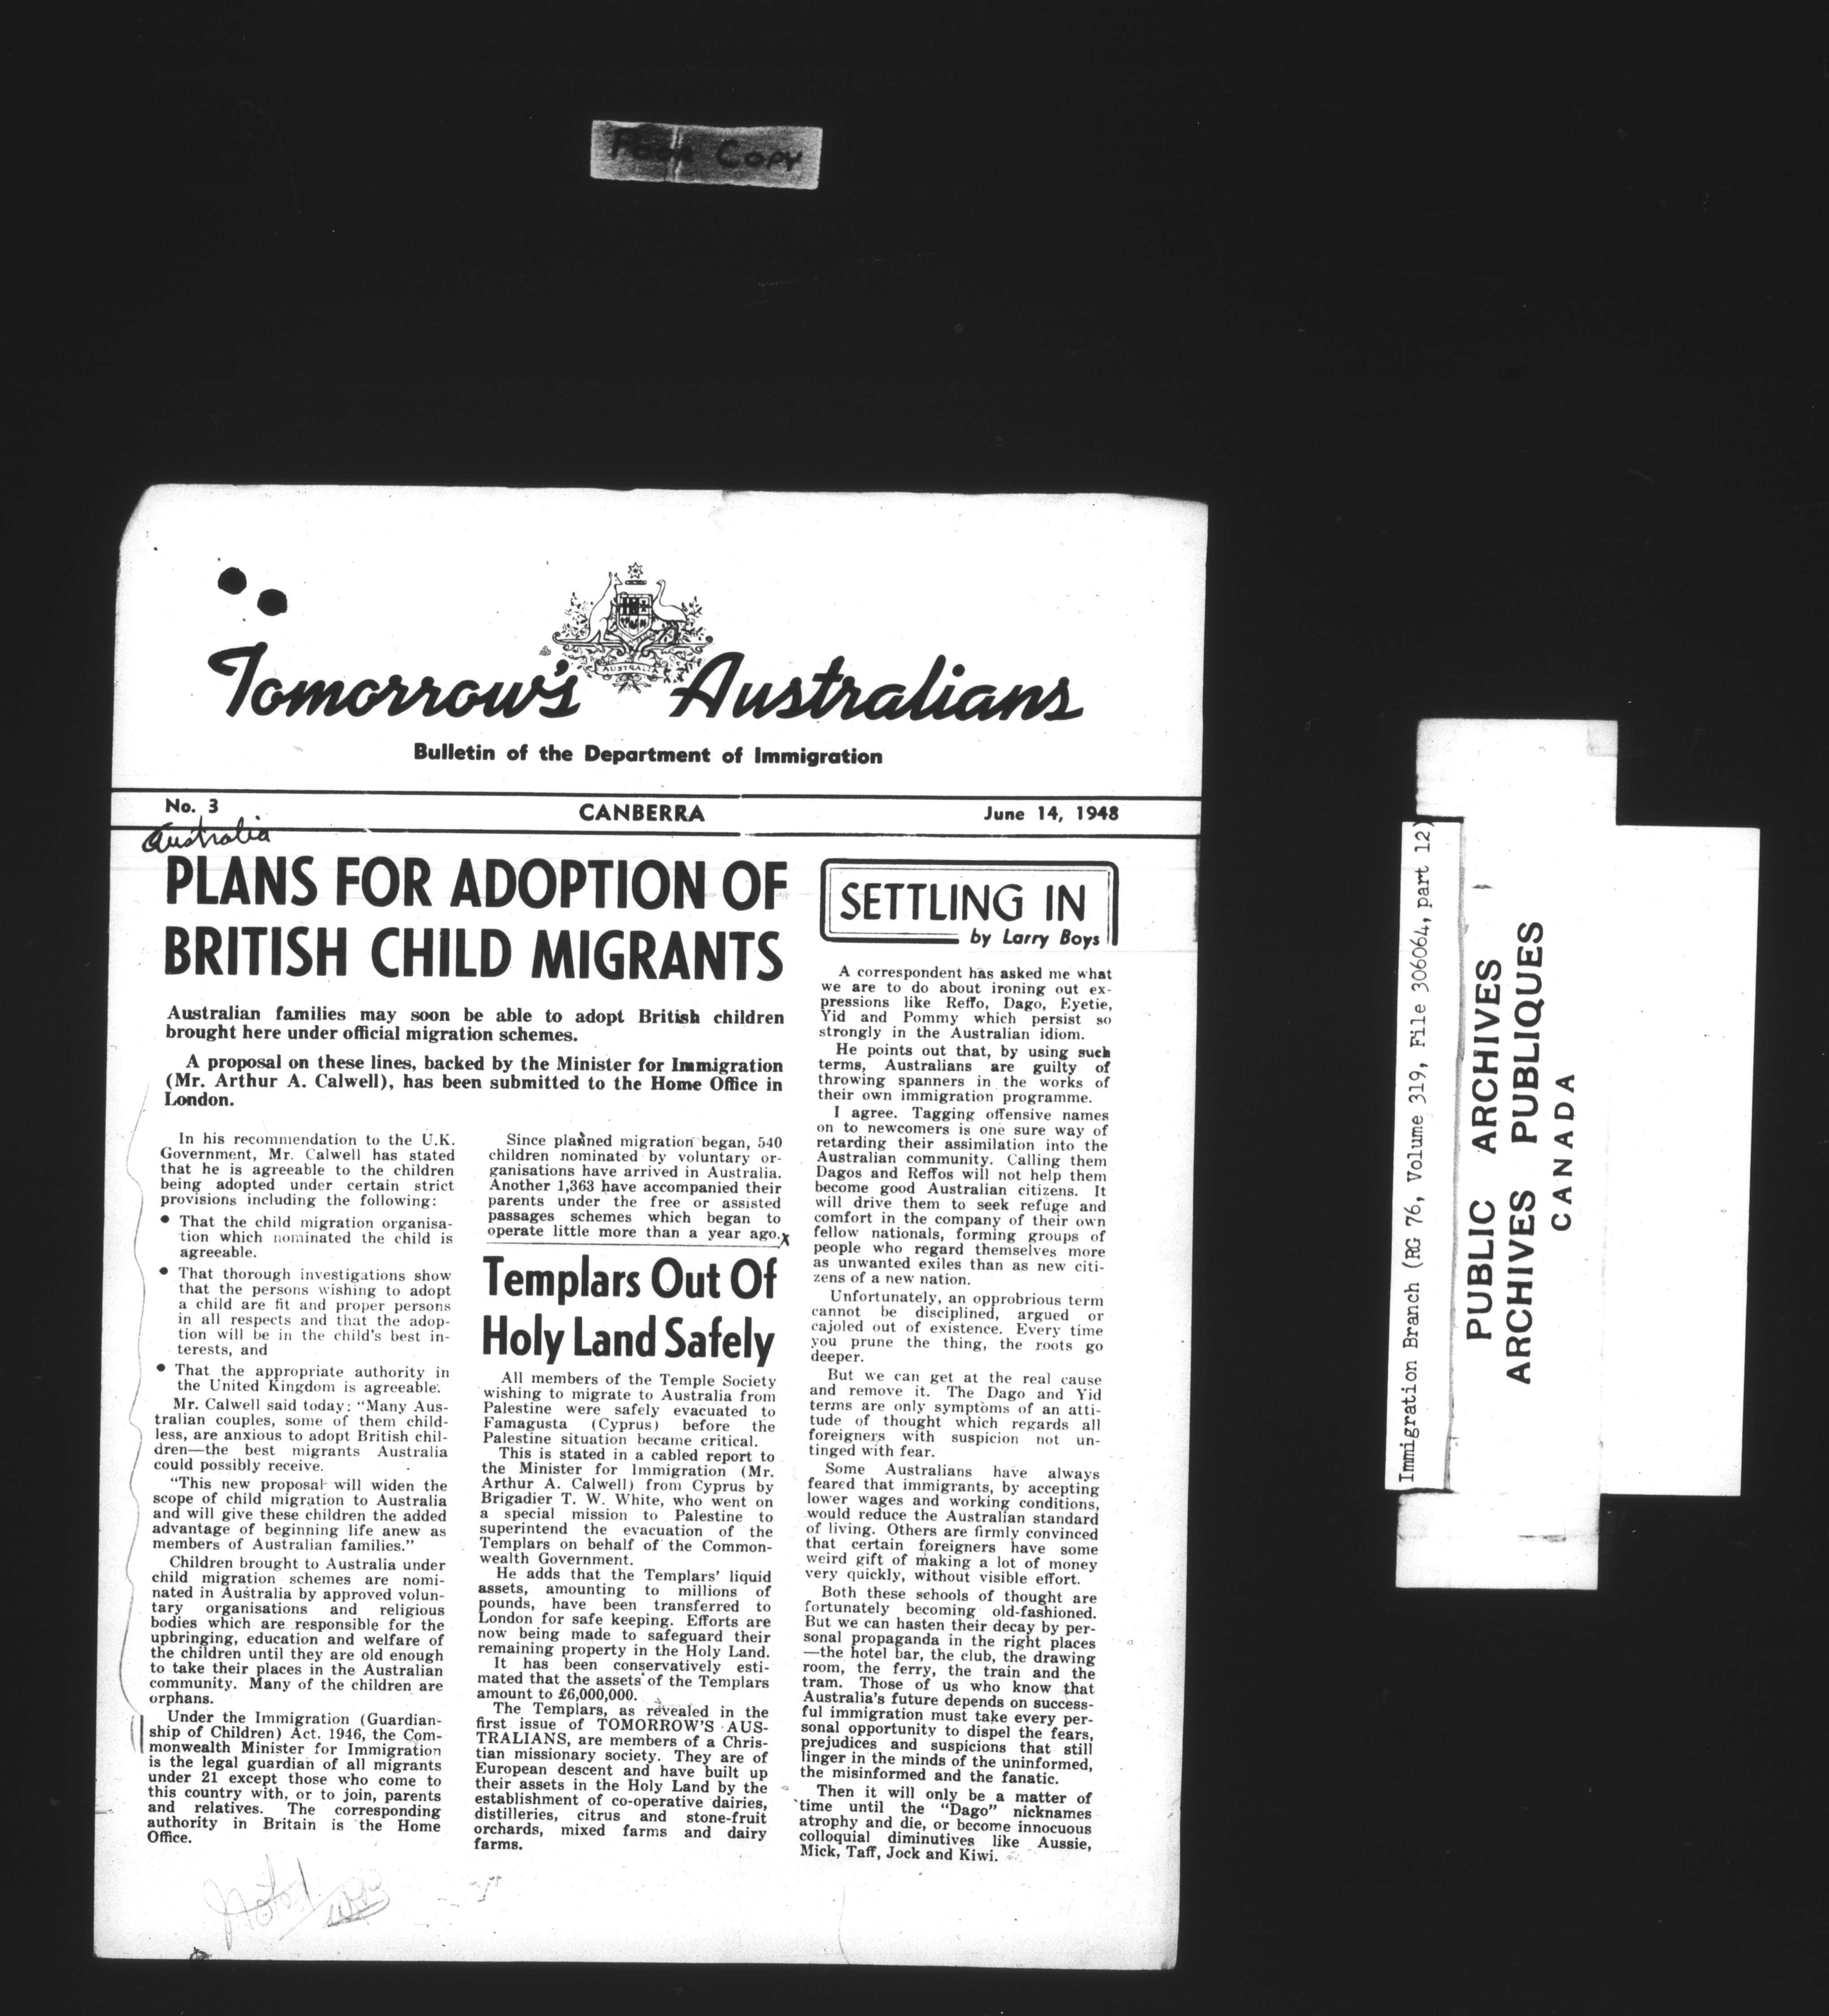 Poor Copy
AUSTRALIA
Tomorrow's Australians
Bulletin of the Department of Immigration
No. 3 CANBERRA June 14, 1948
Australia
PLANS FOR ADOPTION OF
BRITISH CHILD MIGRANTS
Australian families may soon be able to adopt British children
brought here under official migration schemes.
A proposal on these lines, backed by the Minister for Immigration
(Mr. Arthur A. Calwell), has been submitted to the Home Office in
London.
In his recommendation to the U.K.
Government, Mr. Calwell has stated
that he is agreeable to the children
being adopted under certain strict
provisions including the following:
• That the child migration organisa-
tion which nominated the child is
agreeable.
• That thorough investigations show
that the persons wishing to adopt
a child are fit and proper persons
in all respects and that the adop-
tion will be in the child's best in-
terests, and
• That the appropriate authority in
the United Kingdom is agreeable.
Mr. Calwell said today: "Many Aus-
tralian couples, some of them child-
less, are anxious to adopt British chil-
dren—the best migrants Australia
could possibly receive.
"This new proposal will widen the
scope of child migration to Australia
and will give these children the added
advantage of beginning life anew as
members of Australian families."
Children brought to Australia under
child migration schemes are nomi-
nated in Australia by approved volun-
tary organisations and religious
bodies which are responsible for the
upbringing, education and welfare of
the children until they are old enough
to take their places in the Australian
community. Many of the children are
orphans.
Under the Immigration (Guardian-
ship of Children) Act, 1946, the Com-
monwealth Minister for Immigration
is the legal guardian of all migrants
under 21 except those who come to
this country with, or to join, parents
and relatives. The corresponding
authority in Britain is the Home
Office.
Since planned migration began, 540
children nominated by voluntary or-
ganisations have arrived in Australia.
Another 1,363 have accompanied their
parents under the free or assisted
passages schemes which began to
operate little more than a year ago. x
Templars Out Of
Holy Land Safely
All members of the Temple Society
wishing to migrate to Australia from
Palestine were safely evacuated to
Famagusta (Cyprus) before the
Palestine situation became critical.
This is stated in a cabled report to
the Minister for Immigration (Mr.
Arthur A. Calwell) from Cyprus by
Brigadier T. W. White, who went on
a special mission to Palestine to
superintend the evacuation of the
Templars on behalf of the Common-
wealth Government.
He adds that the Templars' liquid
assets, amounting to millions of
pounds, have been transferred to
London for safe keeping. Efforts are
now being made to safeguard their
remaining property in the Holy Land.
It has been conservatively esti-
mated that the assets of the Templars
amount to £6,000,000.
The Templars, as revealed in the
first issue of TOMORROW'S AUS-
TRALIANS, are members of a Chris-
tian missionary society. They are of
European descent and have built up
their assets in the Holy Land by the
establishment of co-operative dairies,
distilleries, citrus and stone-fruit
orchards, mixed farms and dairy
farms.
SETTLING IN
by Larry Boys
A correspondent has asked me what
we are to do about ironing out ex-
pressions like Reffo, Dago, Eyetie,
Yid and Pommy which persist so
strongly in the Australian idiom.
He points out that, by using such
terms, Australians are guilty of
throwing spanners in the works of
their own immigration programme.
I agree. Tagging offensive names
on to newcomers is one sure way of
retarding their assimilation into the
Australian community. Calling them
Dagos and Reffos will not help them
become good Australian citizens. It
will drive them to seek refuge and
comfort in the company of their own
fellow nationals, forming groups of
people who regard themselves more
as unwanted exiles than as new citi-
zens of a new nation.
Unfortunately, an opprobrious term
cannot be disciplined, argued or
cajoled out of existence. Every time
you prune the thing, the roots go
deeper.
But we can get at the real cause
and remove it. The Dago and Yid
terms are only symptoms of an atti-
tude of thought which regards all
foreigners with suspicion not un-
tinged with fear.
Some Australians have always
feared that immigrants, by accepting
lower wages and working conditions,
would reduce the Australian standard
of living. Others are firmly convinced
that certain foreigners have some
weird gift of making a lot of money
very quickly, without visible effort.
Both these schools of thought are
fortunately becoming old-fashioned.
But we can hasten their decay by per-
sonal propaganda in the right places
—the hotel bar, the club, the drawing
room, the ferry, the train and the
tram. Those of us who know that
Australia's future depends on success-
ful immigration must take every per-
sonal opportunity to dispel the fears,
prejudices and suspicions that still
linger in the minds of the uninformed,
the misinformed and the fanatic.
Then it will only be a matter of
time until the "Dago" nicknames
atrophy and die, or become innocuous
colloquial diminutives like Aussie,
Mick, Taff, Jock and Kiwi.
Noted
Immigration Branch (RG 76, Volume 319, File 306064, part 12)
PUBLIC ARCHIVES
ARCHIVES PUBLIQUES
CANADA